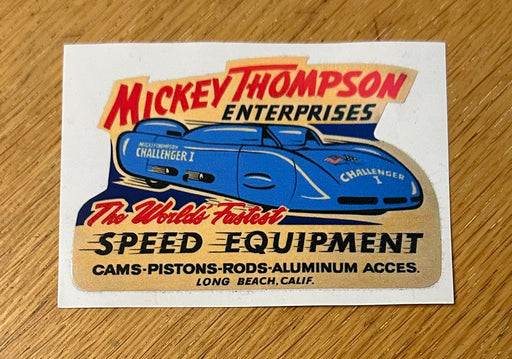 MICKEY THOMPSON
ENTERPRISES
MICKEY THOMPSON
CHALLENGER I
CHALLENGER
I
The World's Fastest
SPEED EQUIPMENT
CAMS-PISTONS-RODS-ALUMINUM ACCES.
LONG BEACH, CALIF.